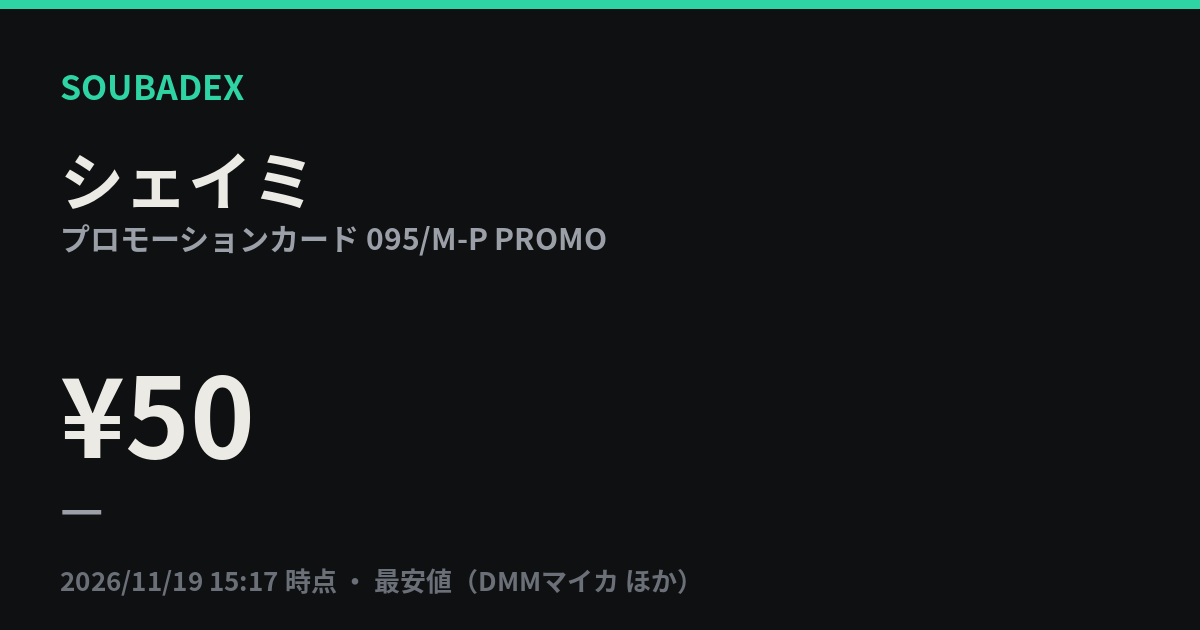 SOUBADEX
シェイミ
プロモーションカード 095/M-P PROMO
¥50
—
2026/11/19 15:17 時点 ・ 最安値（DMMマイカ ほか）